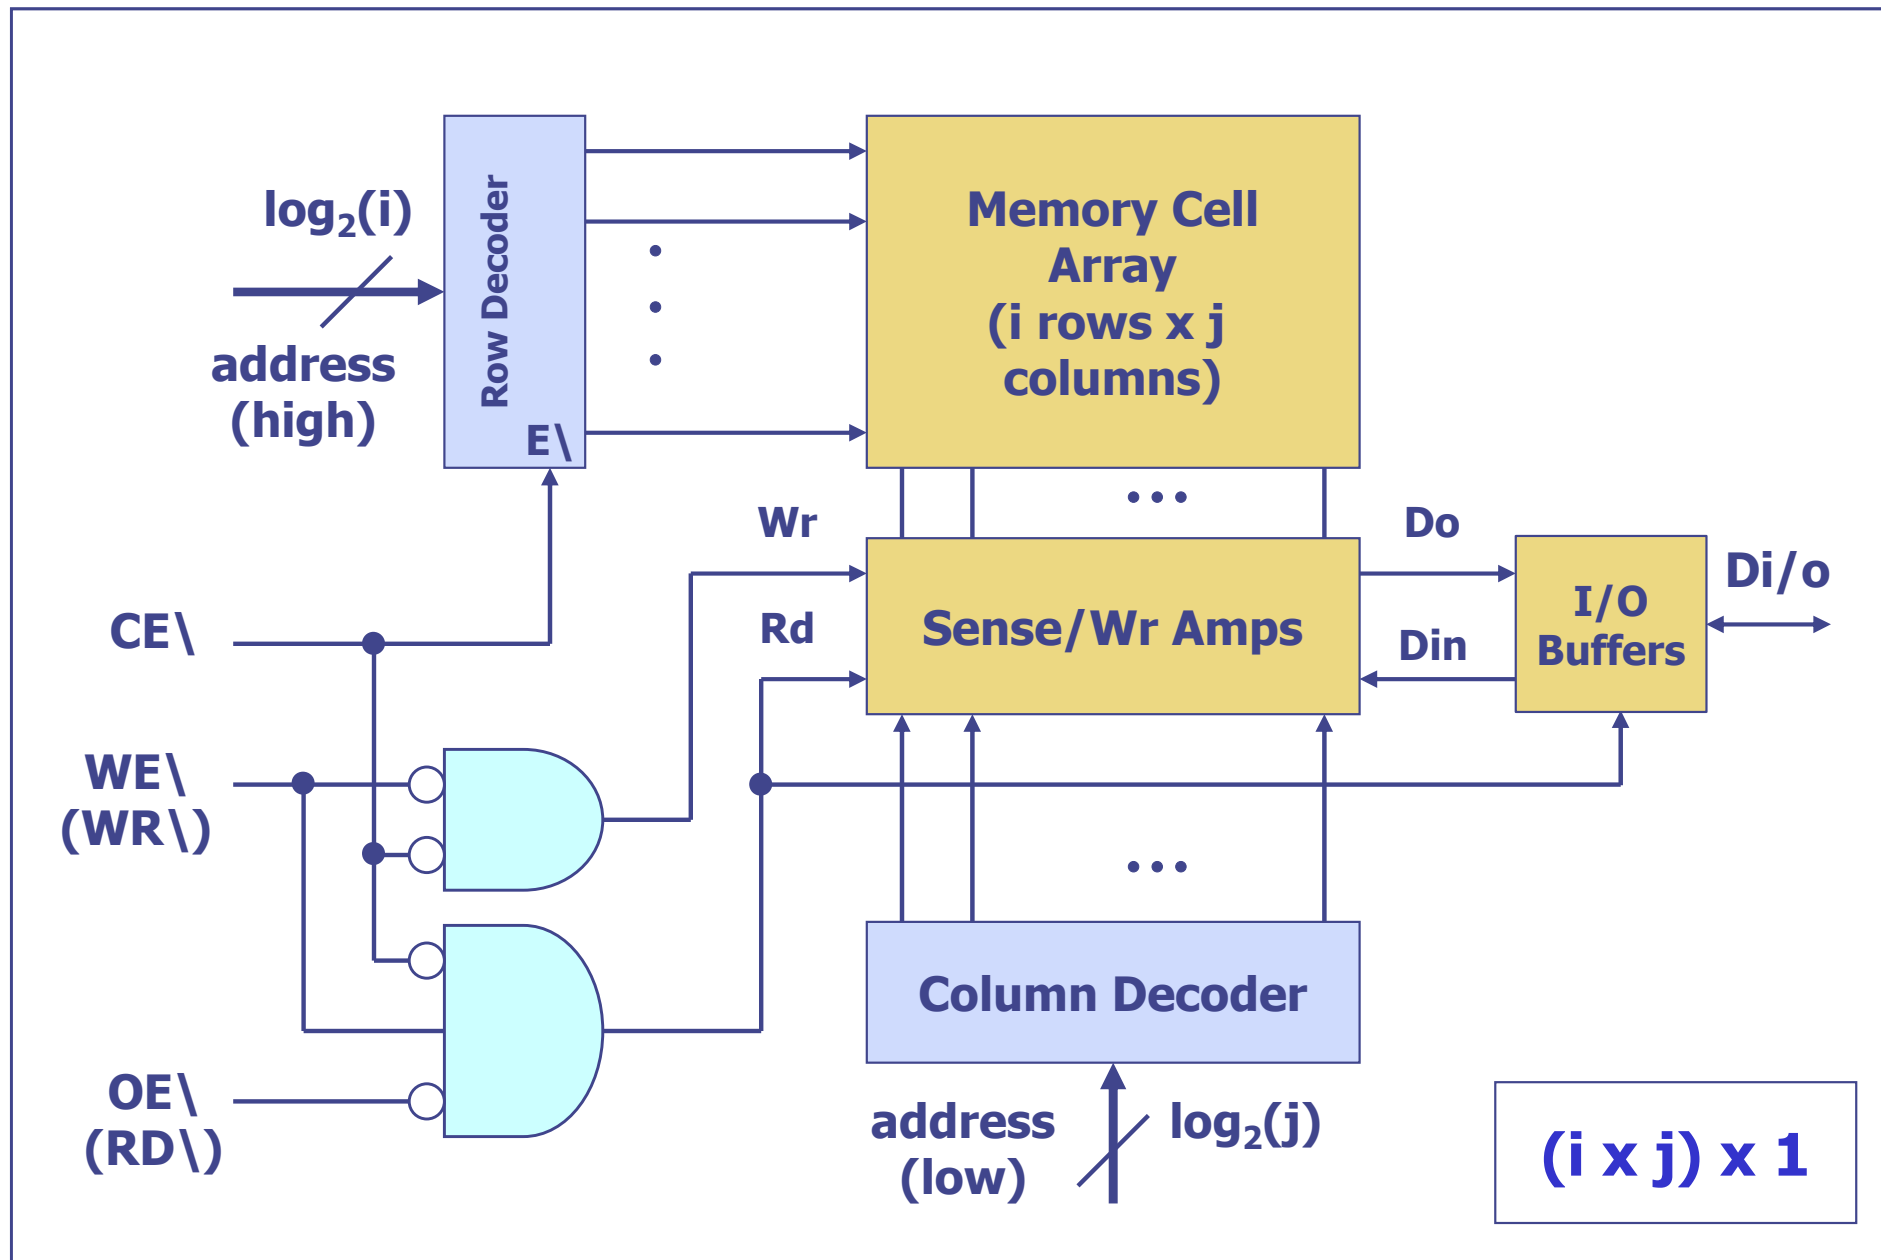 log₂(i)
address
(high)
Row Decoder
E\
Memory Cell
Array
(i rows x j
columns)
Wr
Rd
Sense/Wr Amps
Do
Din
I/O
Buffers
Di/o
CE\
WE\
(WR\)
OE\
(RD\)
Column Decoder
address
(low)
log₂(j)
(i x j) x 1